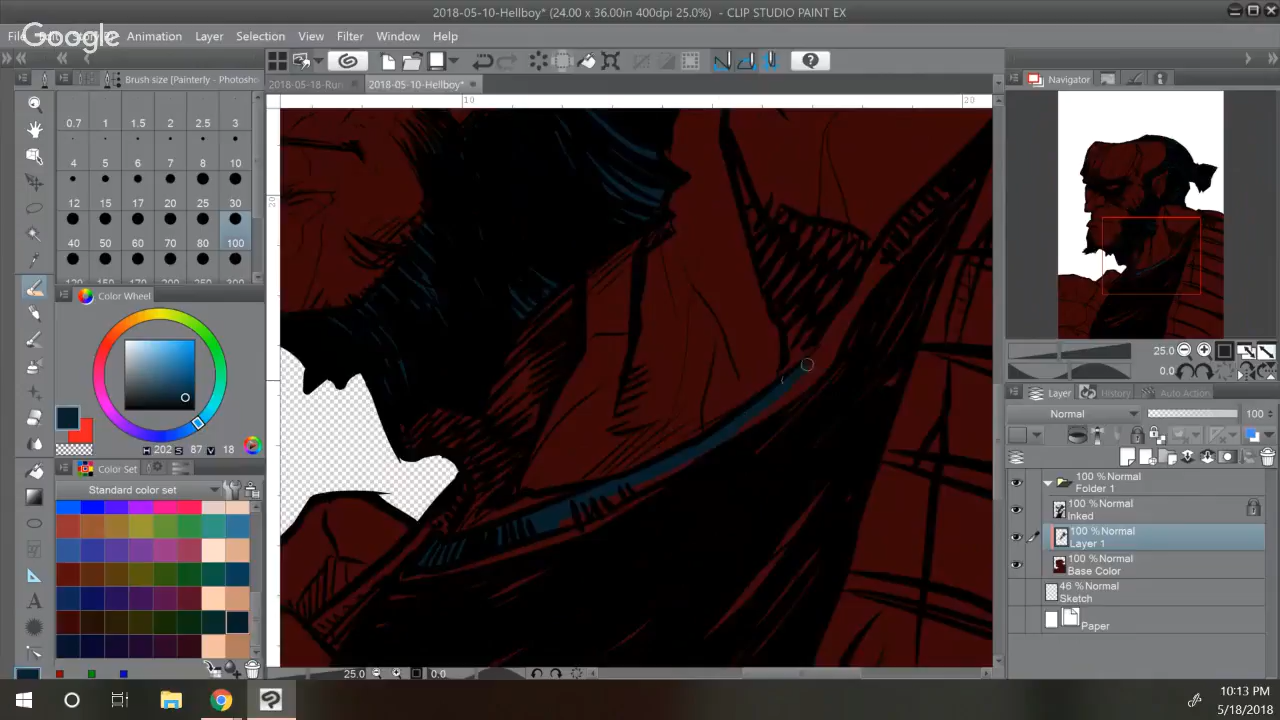 2018-05-10-Hellboy* (24.00 x 36.00in 400dpi 25.0%) - CLIP STUDIO PAINT EX
Google
Animation Layer Selection View Filter Window Help
Brush size (Painterly - Photosho
2018-05-18-Run
2018-05-10-Hellboy*
Navigator
10
20
20
0.7 1 1.5 2 2.5 3
4 5 6 7 8 10
12 15 17 20 25 30
40 50 60 70 80 100
Color Wheel
H 202 S 87 V 18
Color Set
Standard color set
25.0
0.0
Layer History Auto Action
Normal 100
100 %Normal
Folder 1
100 %Normal
Inked
100 %Normal
Layer 1
100 %Normal
Base Color
46 %Normal
Sketch
Paper
25.0 0.0
10:13 PM
5/18/2018